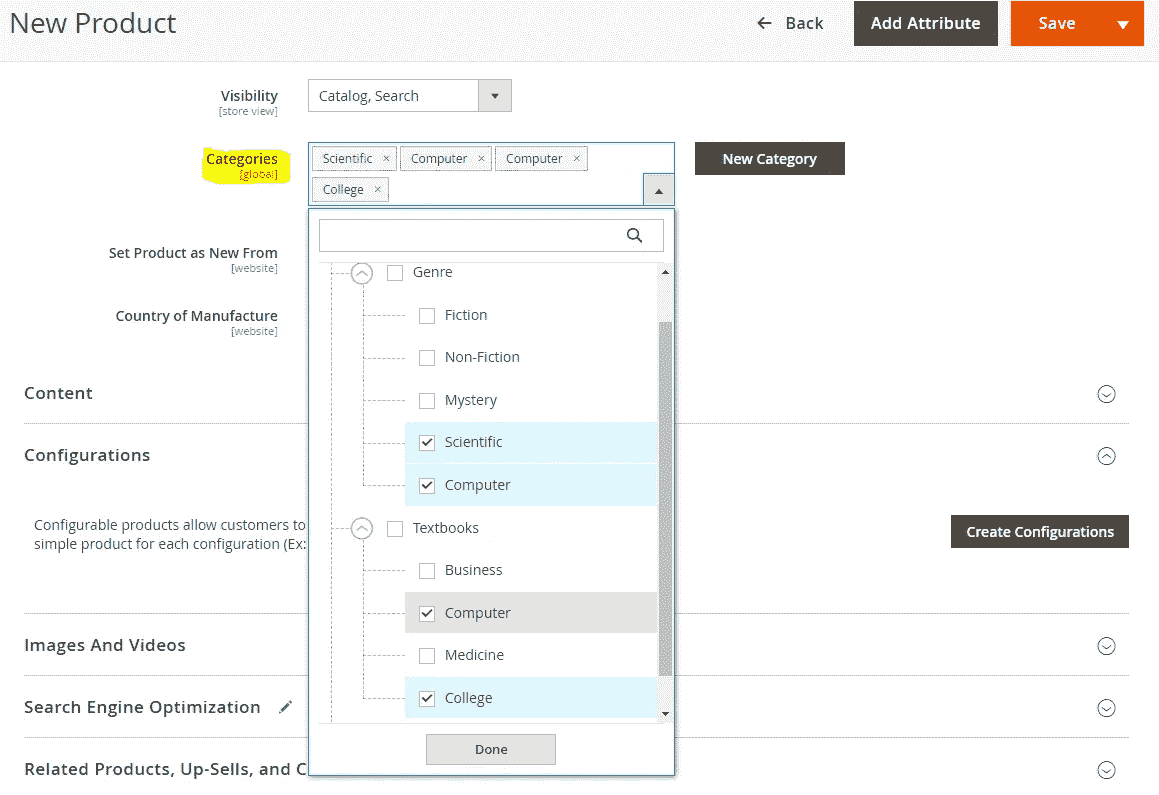 New Product
Back
Add Attribute
Save
Visibility
[store view]
Catalog, Search
Categories
[global]
Scientific ×
Computer ×
Computer ×
College ×
New Category
Set Product as New From
[website]
Country of Manufacture
[website]
Genre
Fiction
Non-Fiction
Mystery
Scientific
Computer
Textbooks
Business
Computer
Medicine
College
Done
Content
Configurations
Configurable products allow customers to
simple product for each configuration (Ex:
Create Configurations
Images And Videos
Search Engine Optimization
Related Products, Up-Sells, and C